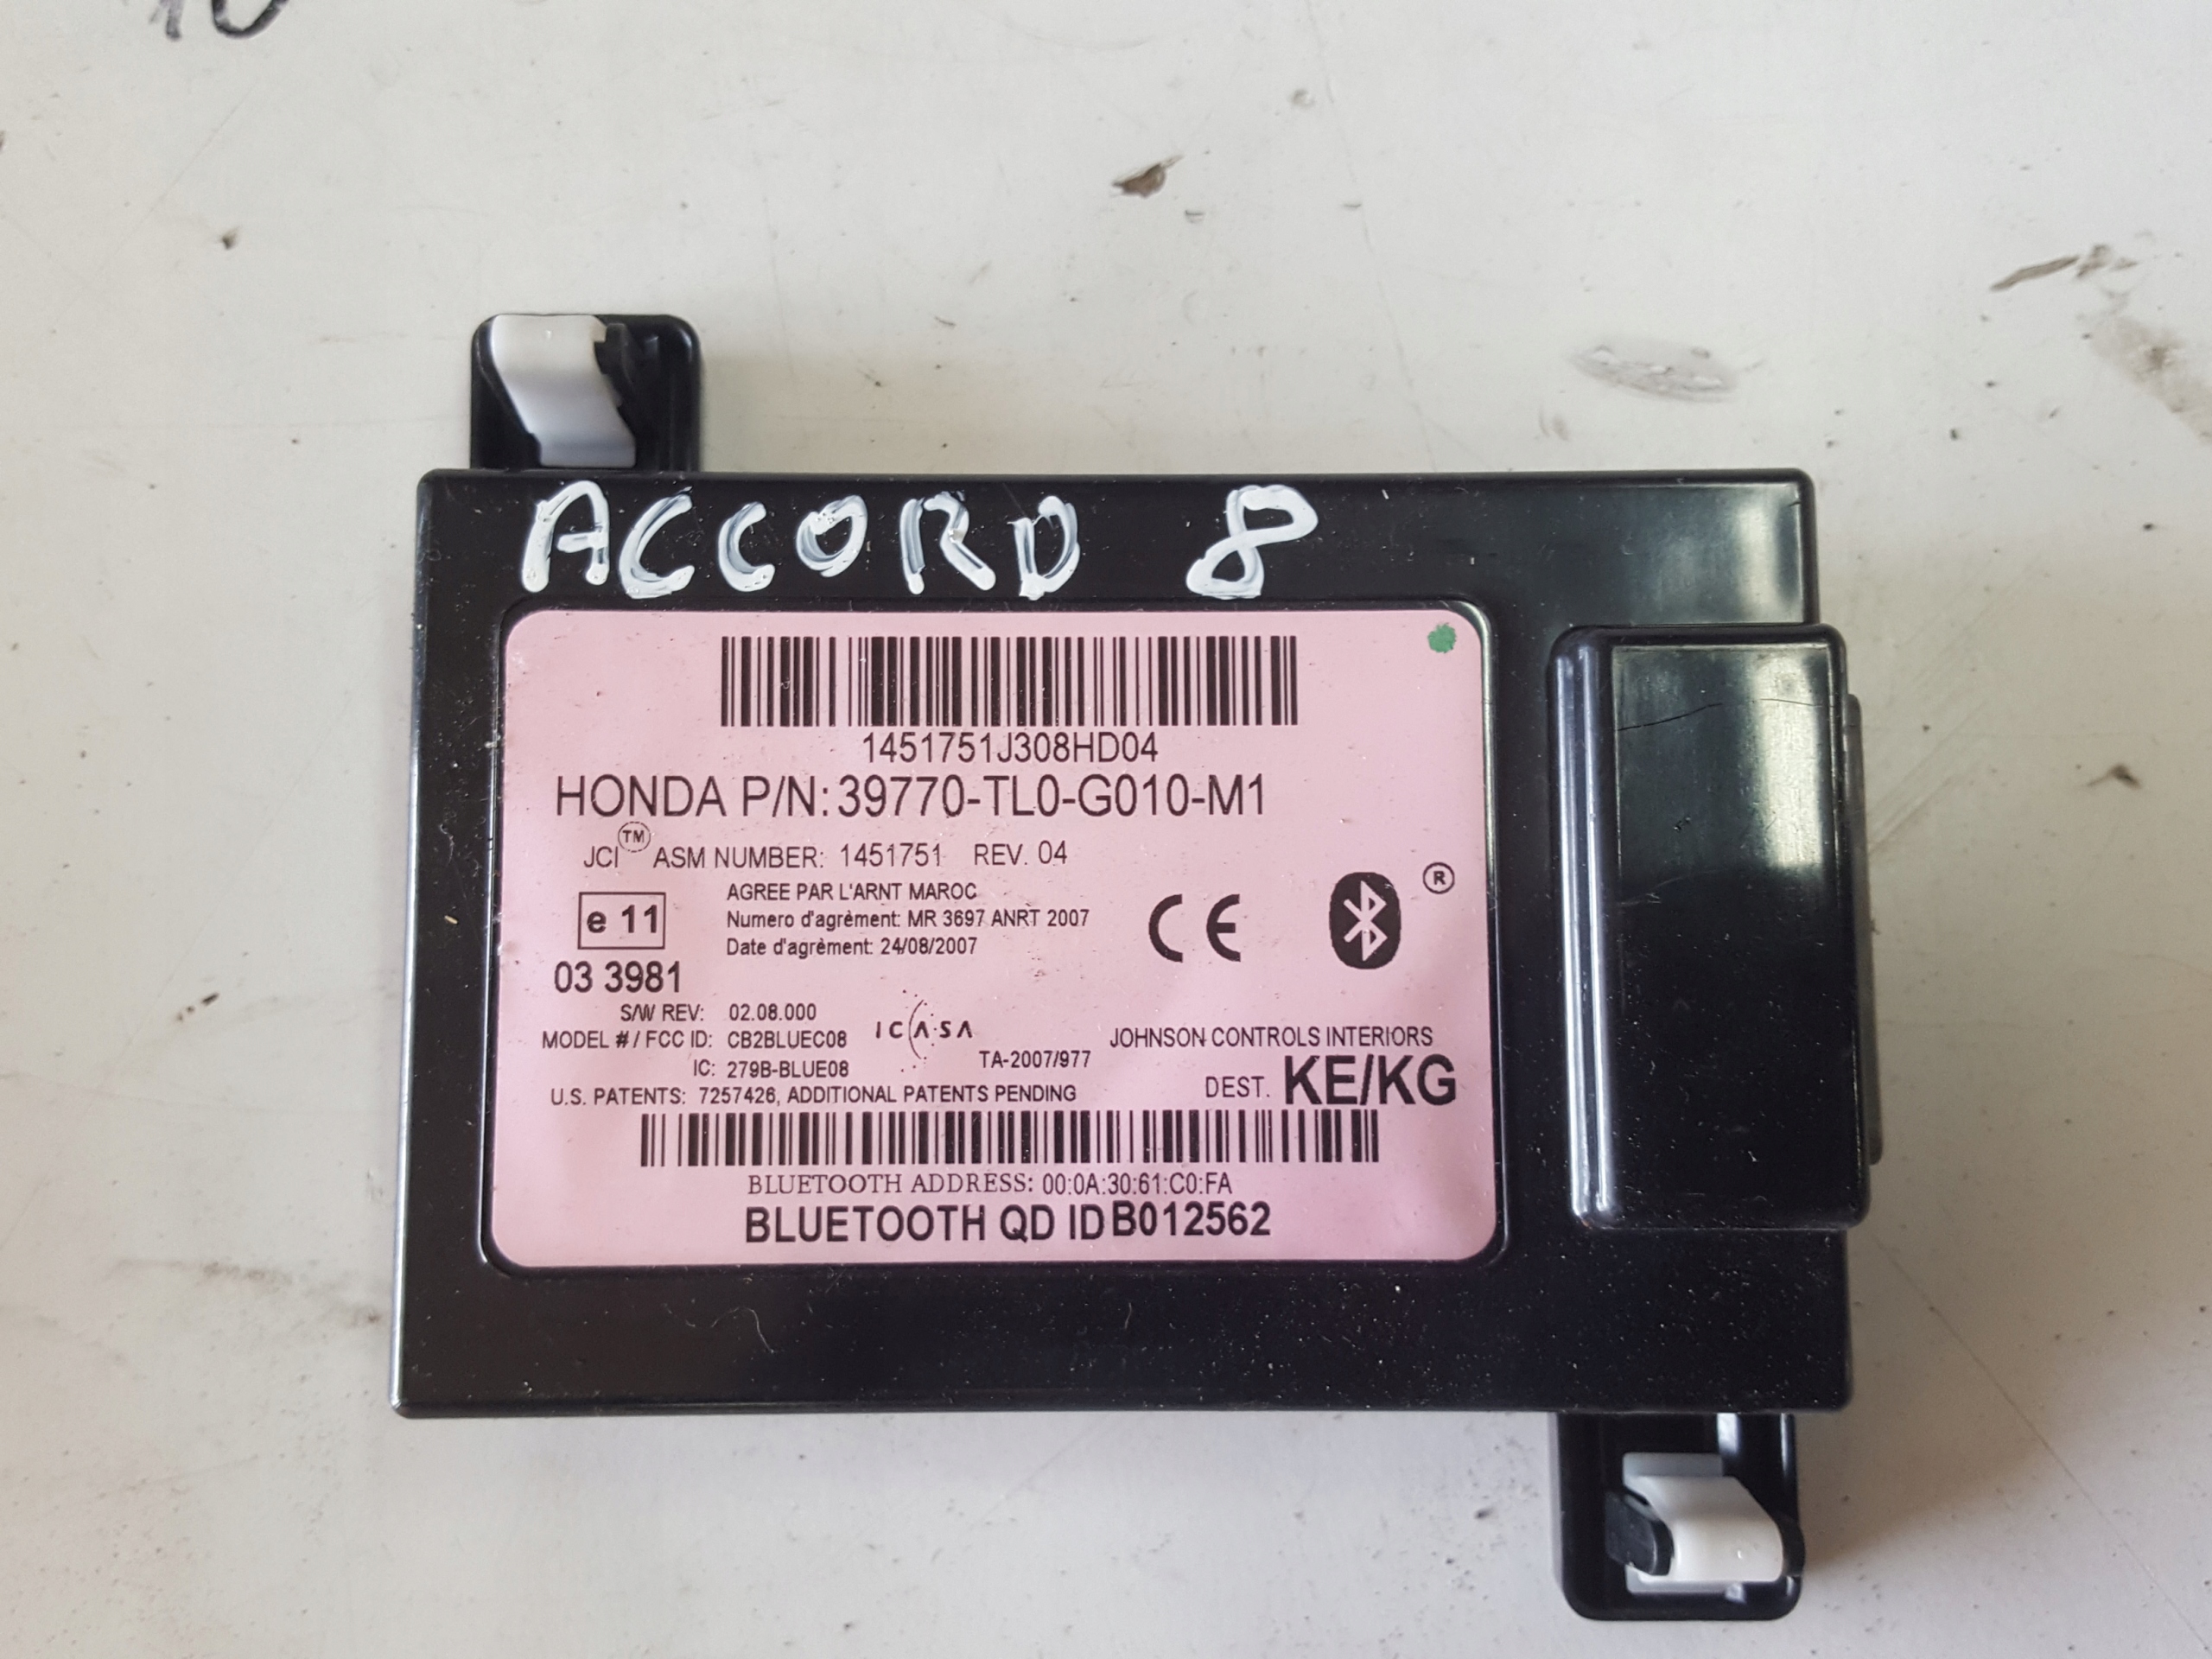 ACCORD 8
1451751J308HD04
HONDA P/N: 39770-TL0-G010-M1
JCI™ ASM NUMBER: 1451751 REV. 04
e 11
AGREE PAR L'ARNT MAROC
Numero d'agrèment: MR 3697 ANRT 2007
Date d'agrèment: 24/08/2007
CE
®
03 3981
S/W REV: 02.08.000
MODEL # / FCC ID: CB2BLUEC08
ICASA
IC: 279B-BLUE08
TA-2007/977
JOHNSON CONTROLS INTERIORS
DEST. KE/KG
U.S. PATENTS: 7257426, ADDITIONAL PATENTS PENDING
BLUETOOTH ADDRESS: 00:0A:30:61:C0:FA
BLUETOOTH QD ID B012562